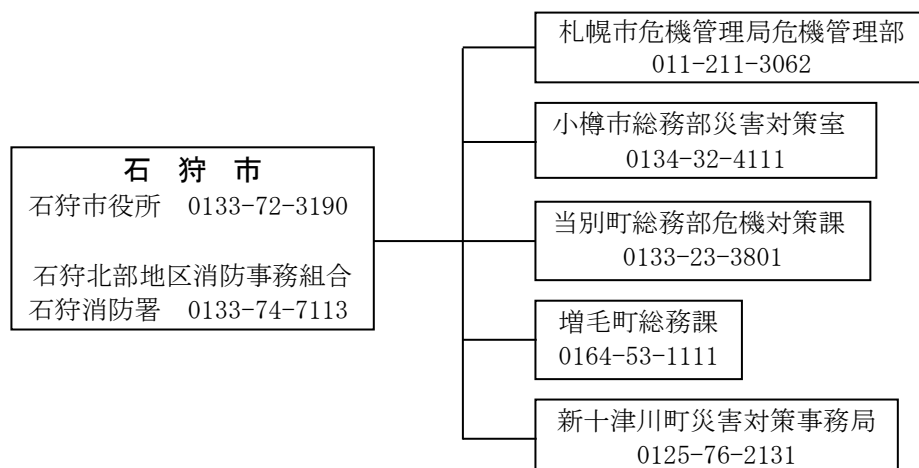 石 狩 市
石狩市役所 0133-72-3190
石狩北部地区消防事務組合
石狩消防署 0133-74-7113
札幌市危機管理局危機管理部
011-211-3062
小樽市総務部災害対策室
0134-32-4111
当別町総務部危機対策課
0133-23-3801
増毛町総務課
0164-53-1111
新十津川町災害対策事務局
0125-76-2131